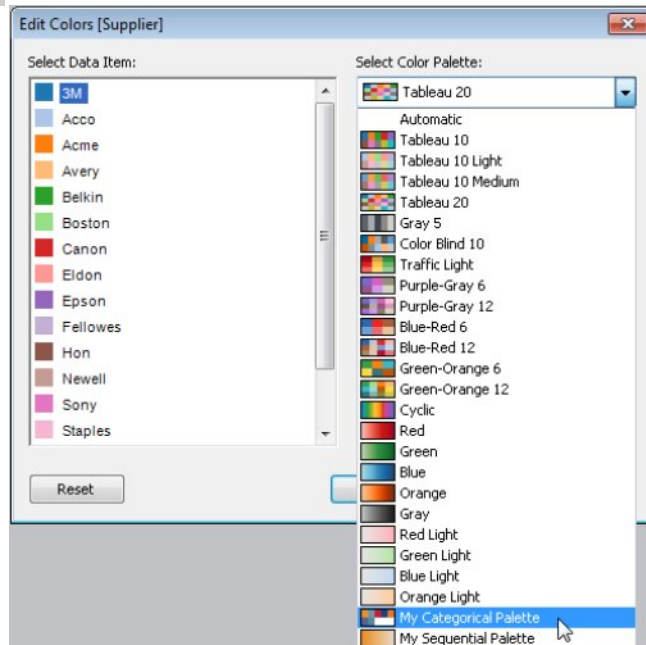 Edit Colors [Supplier]
Select Data Item:
3M
Acco
Acme
Avery
Belkin
Boston
Canon
Eldon
Epson
Fellowes
Hon
Newell
Sony
Staples
Reset
Select Color Palette:
Tableau 20
Automatic
Tableau 10
Tableau 10 Light
Tableau 10 Medium
Tableau 20
Gray 5
Color Blind 10
Traffic Light
Purple-Gray 6
Purple-Gray 12
Blue-Red 6
Blue-Red 12
Green-Orange 6
Green-Orange 12
Cyclic
Red
Green
Blue
Orange
Gray
Red Light
Green Light
Blue Light
Orange Light
My Categorical Palette
My Sequential Palette